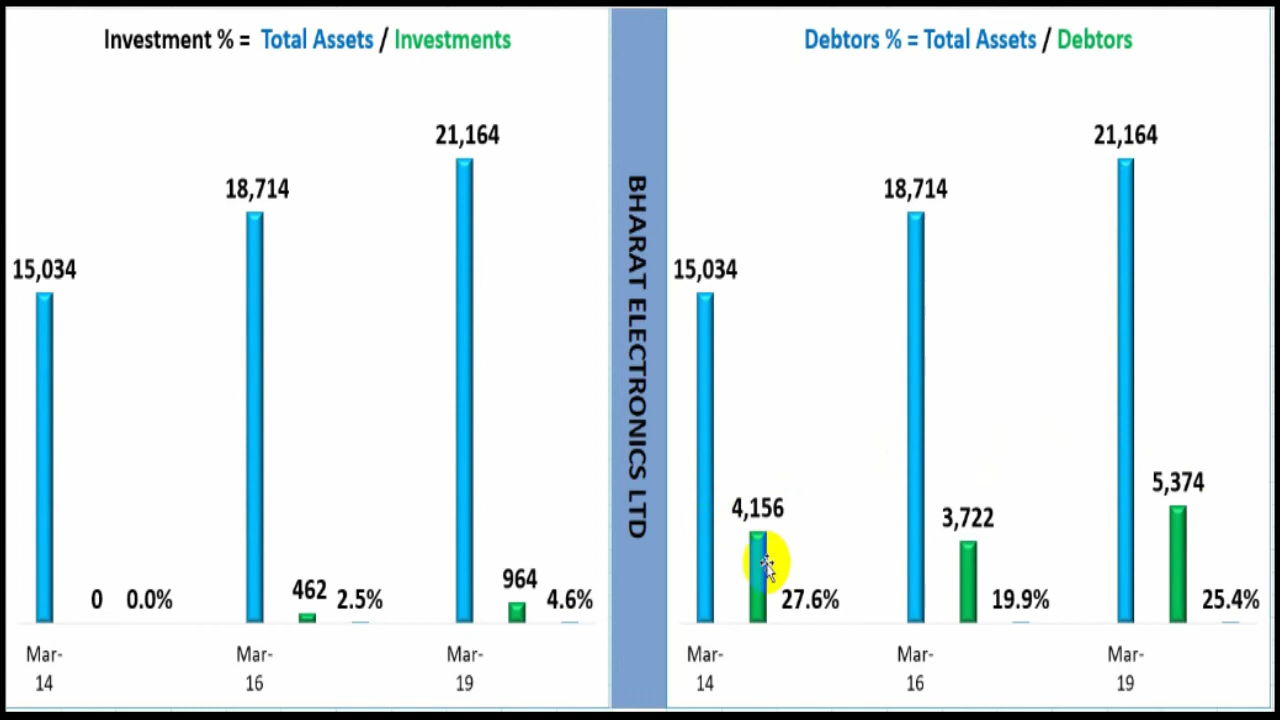 Investment % = Total Assets / Investments
21,164
18,714
15,034
964
462
0 0.0%
2.5%
4.6%
Mar-
14
Mar-
16
Mar-
19
BHARAT ELECTRONICS LTD
Debtors % = Total Assets / Debtors
21,164
18,714
15,034
5,374
4,156
3,722
27.6%
19.9%
25.4%
Mar-
14
Mar-
16
Mar-
19